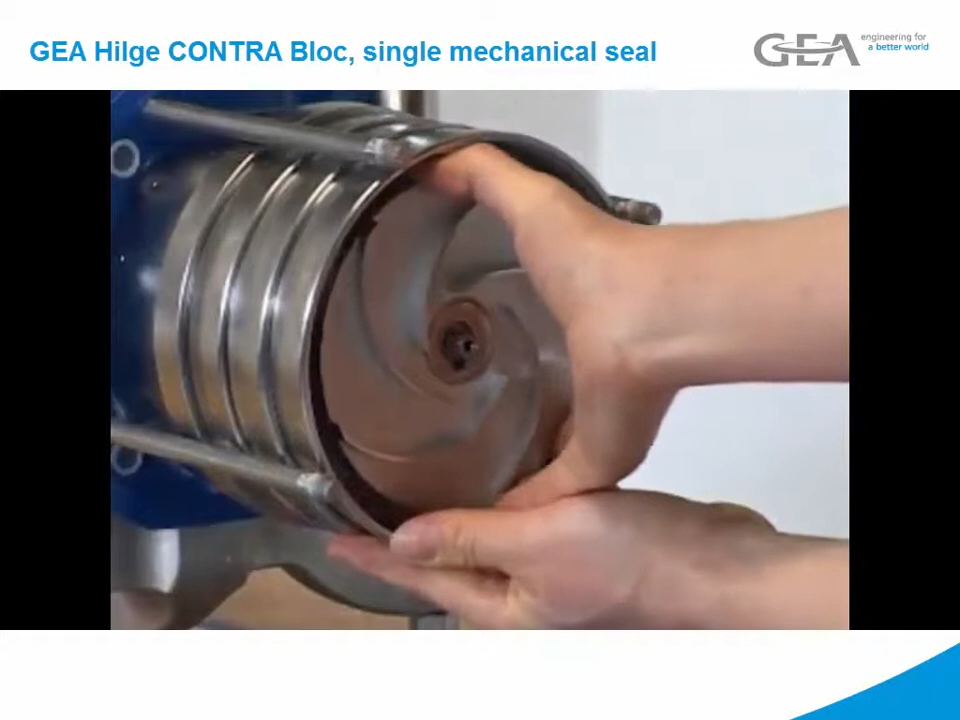 GEA Hilge CONTRA Bloc, single mechanical seal
GEA
engineering for
a better world